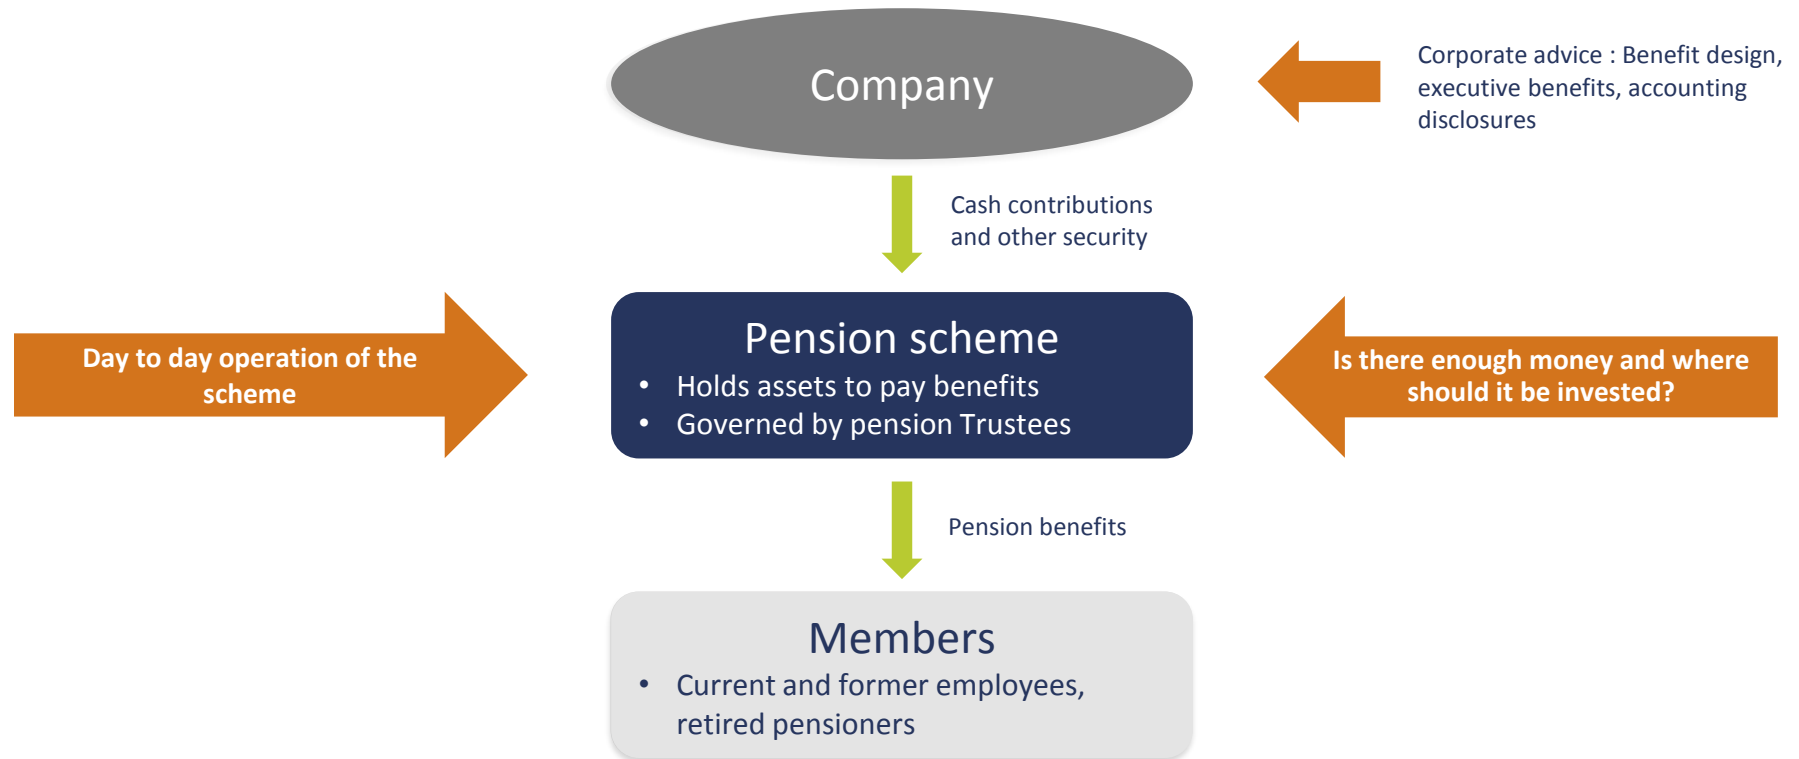 Company
Corporate advice : Benefit design,
executive benefits, accounting
disclosures
Cash contributions
and other security
Day to day operation of the
scheme
Pension scheme
• Holds assets to pay benefits
• Governed by pension Trustees
Is there enough money and where
should it be invested?
Pension benefits
Members
• Current and former employees,
retired pensioners